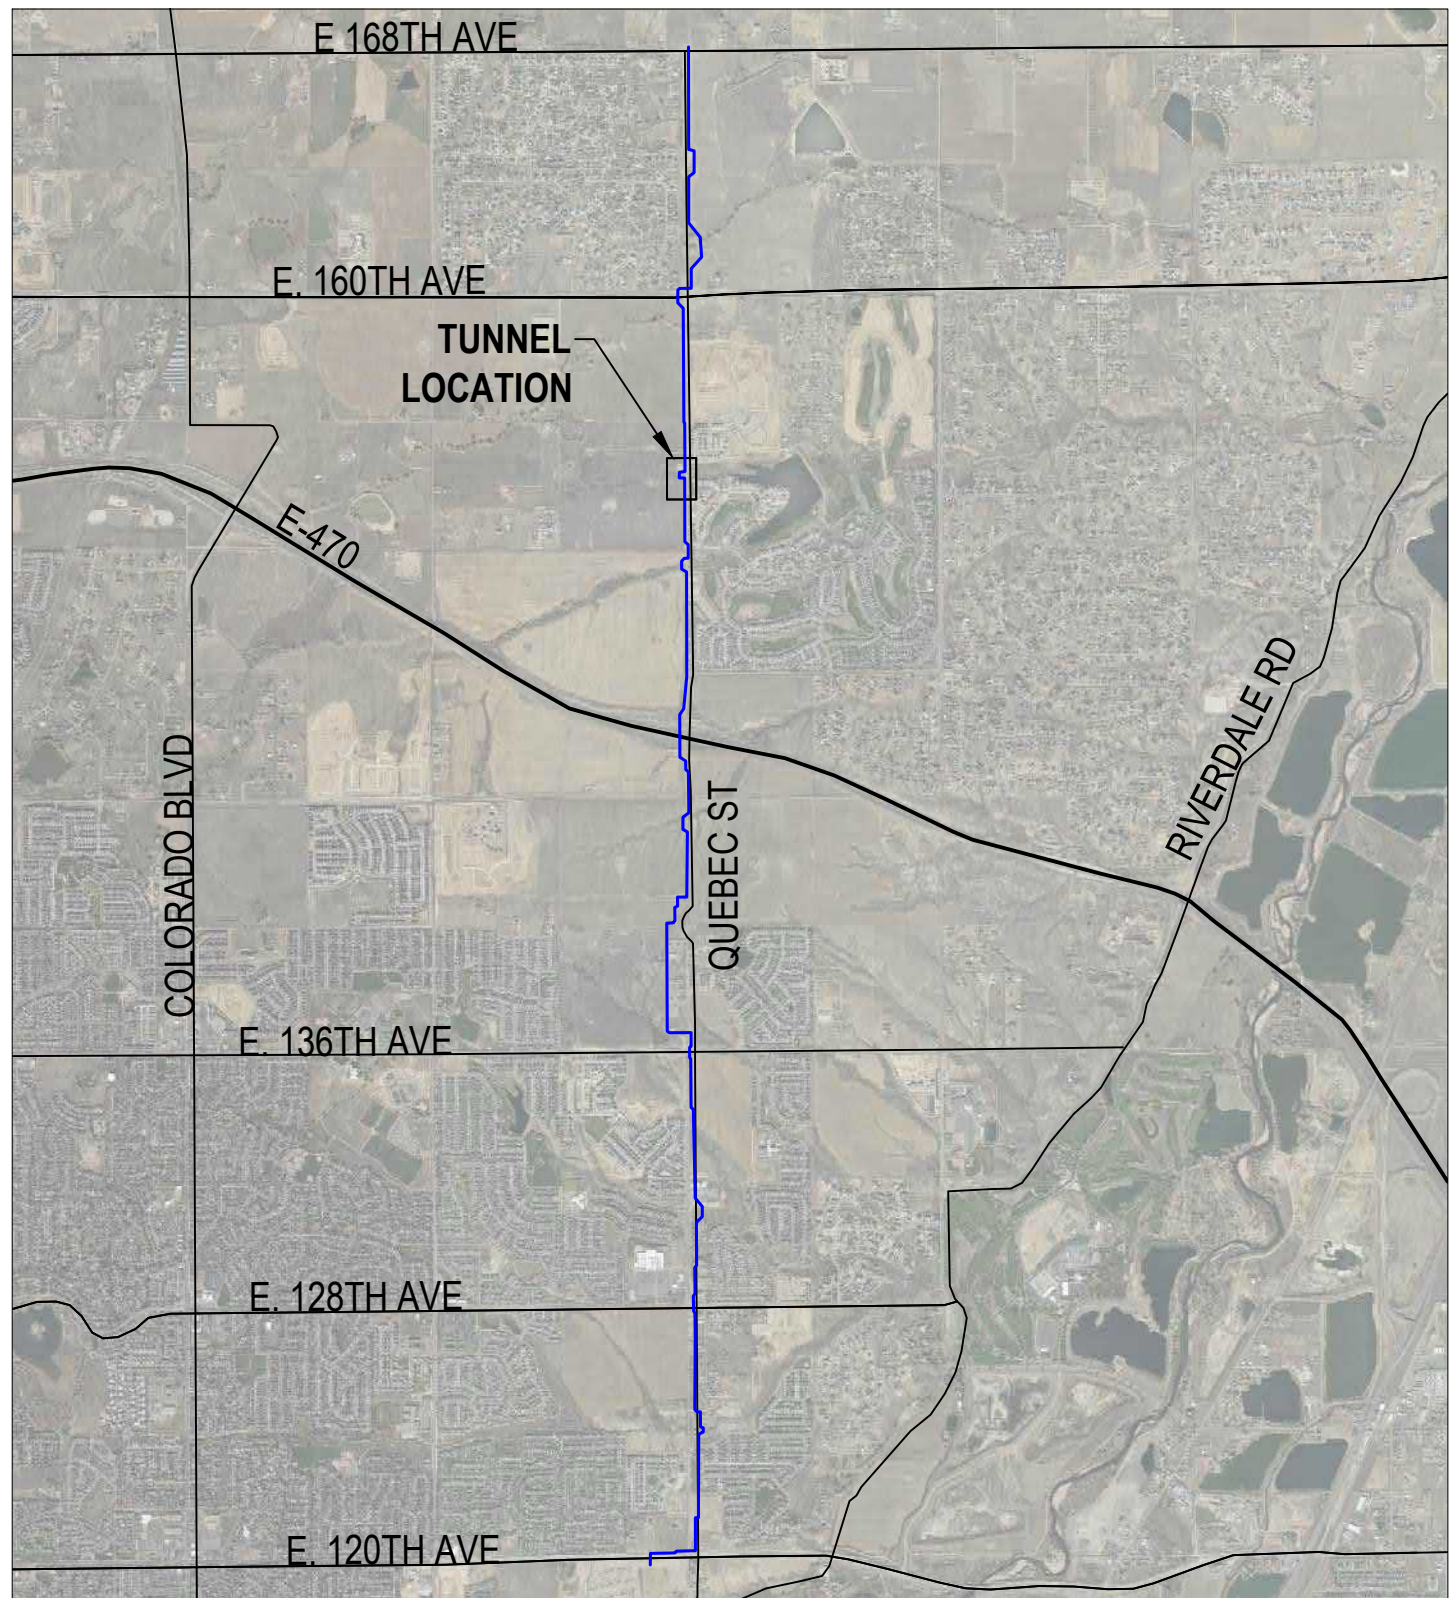 E 168TH AVE
E. 160TH AVE
TUNNEL
LOCATION
E-470
RIVERDALE RD
COLORADO BLVD
QUEBEC ST
E. 136TH AVE
E. 128TH AVE
E. 120TH AVE